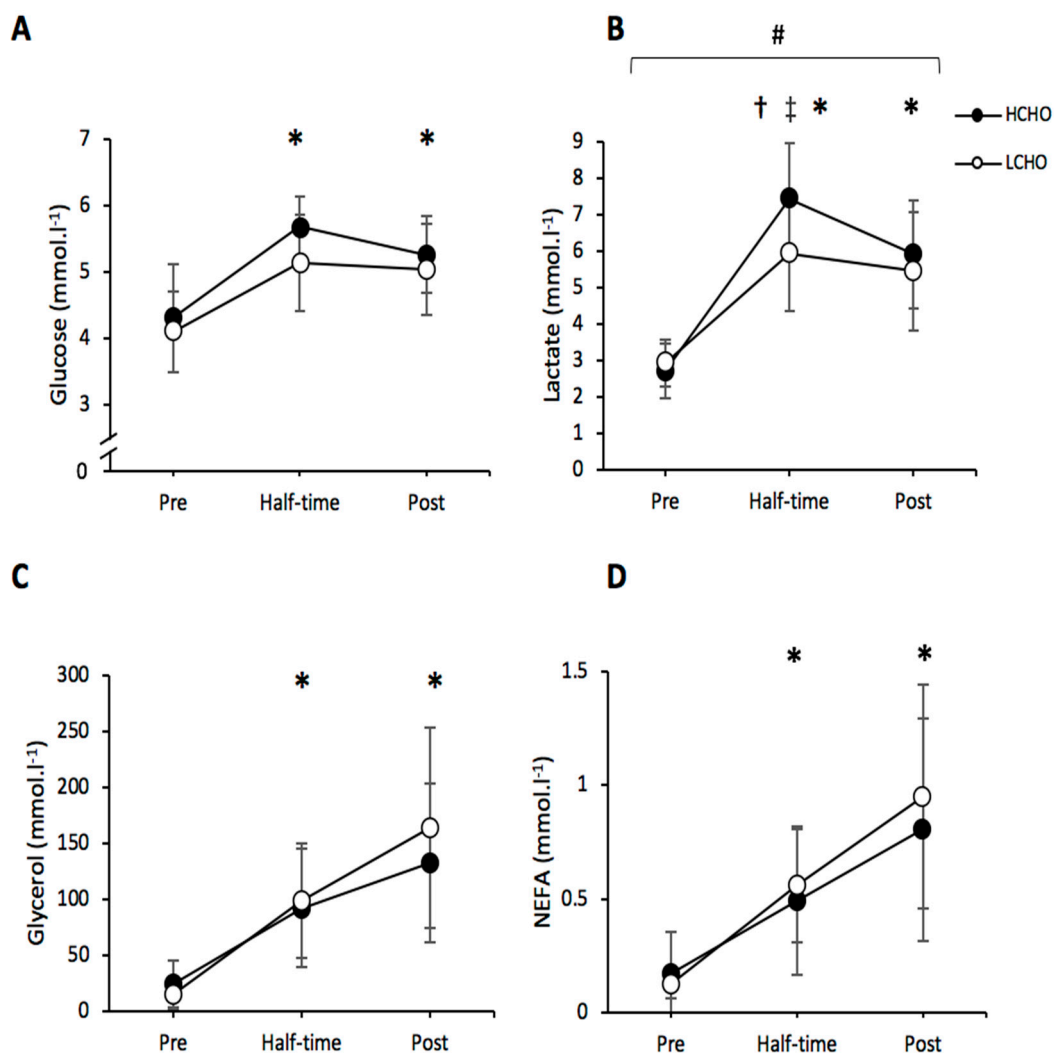 A
7
6
5
4
3
0
Glucose (mmol.l-1)
* *
Pre Half-time Post
B
#
† ‡ * *
9
8
7
6
5
4
3
2
1
0
Lactate (mmol.l-1)
Pre Half-time Post
HCHO
LCHO
C
300
250
200
150
100
50
0
Glycerol (mmol.l-1)
* *
Pre Half-time Post
D
1.5
1
0.5
0
NEFA (mmol.l-1)
* *
Pre Half-time Post